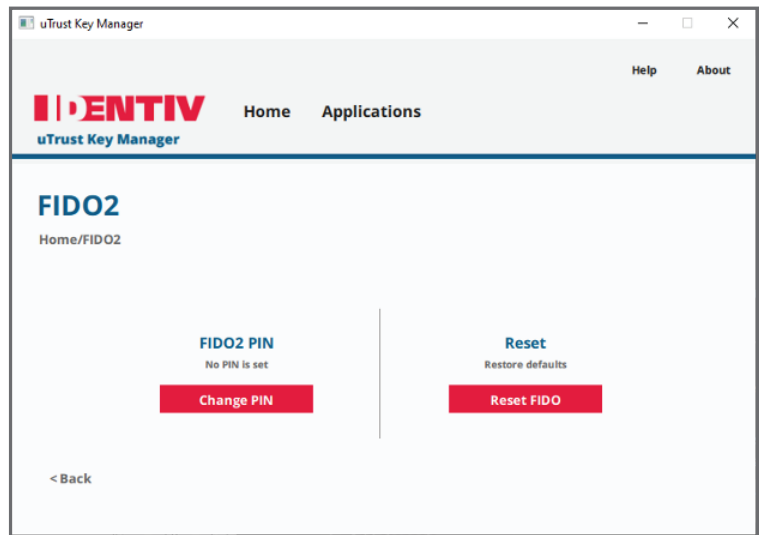 uTrust Key Manager
Help About
IDENTIV
Home Applications
uTrust Key Manager
FIDO2
Home/FIDO2
FIDO2 PIN
No PIN is set
Change PIN
Reset
Restore defaults
Reset FIDO
< Back